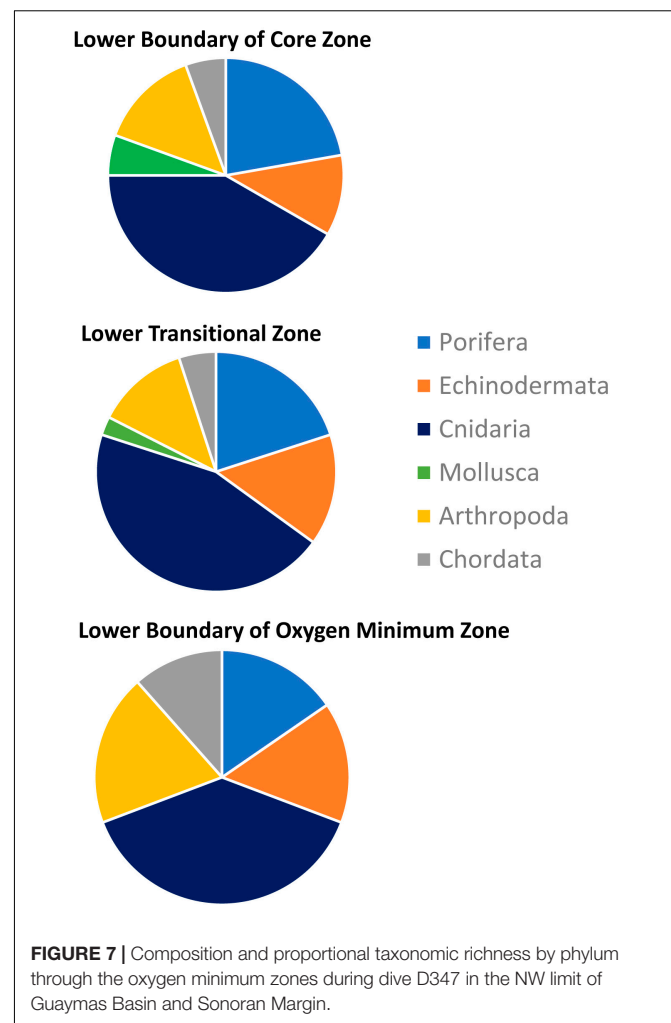 Lower Boundary of Core Zone
Lower Transitional Zone
Porifera
Echinodermata
Cnidaria
Mollusca
Arthropoda
Chordata
Lower Boundary of Oxygen Minimum Zone
FIGURE 7 | Composition and proportional taxonomic richness by phylum
through the oxygen minimum zones during dive D347 in the NW limit of
Guaymas Basin and Sonoran Margin.